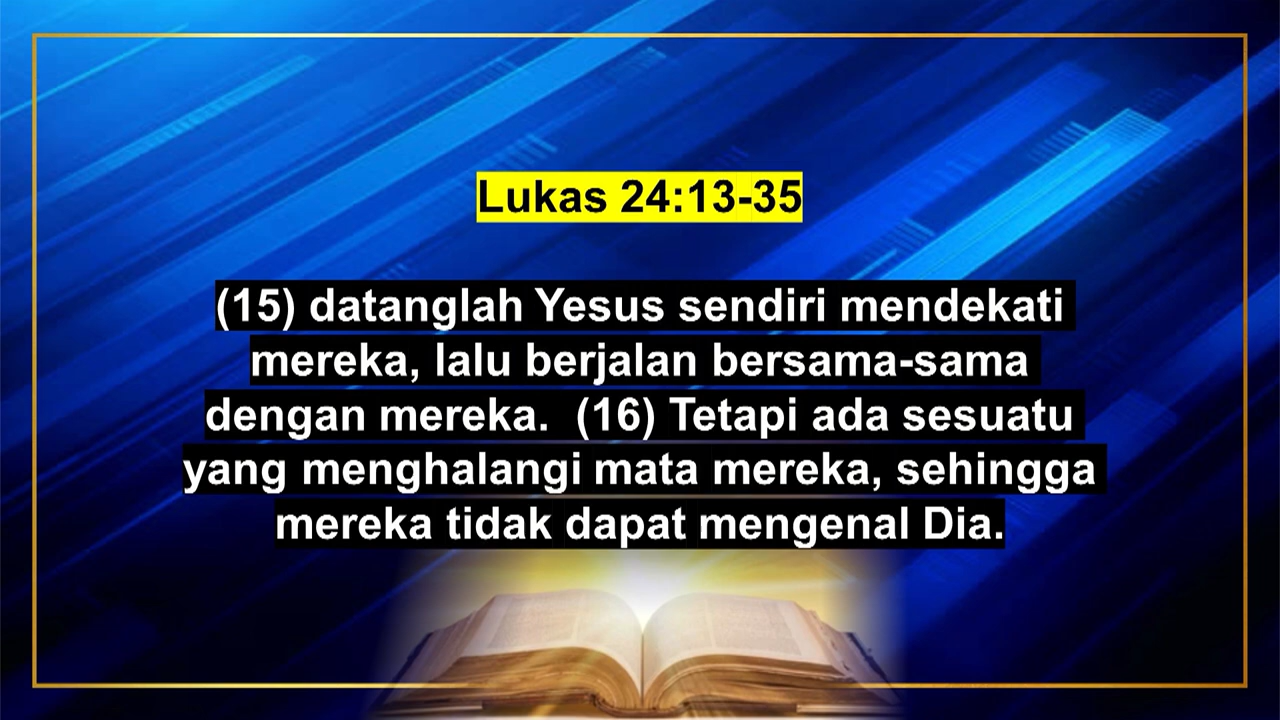 Lukas 24:13-35
(15) datanglah Yesus sendiri mendekati
mereka, lalu berjalan bersama-sama
dengan mereka.  (16) Tetapi ada sesuatu
yang menghalangi mata mereka, sehingga
mereka tidak dapat mengenal Dia.